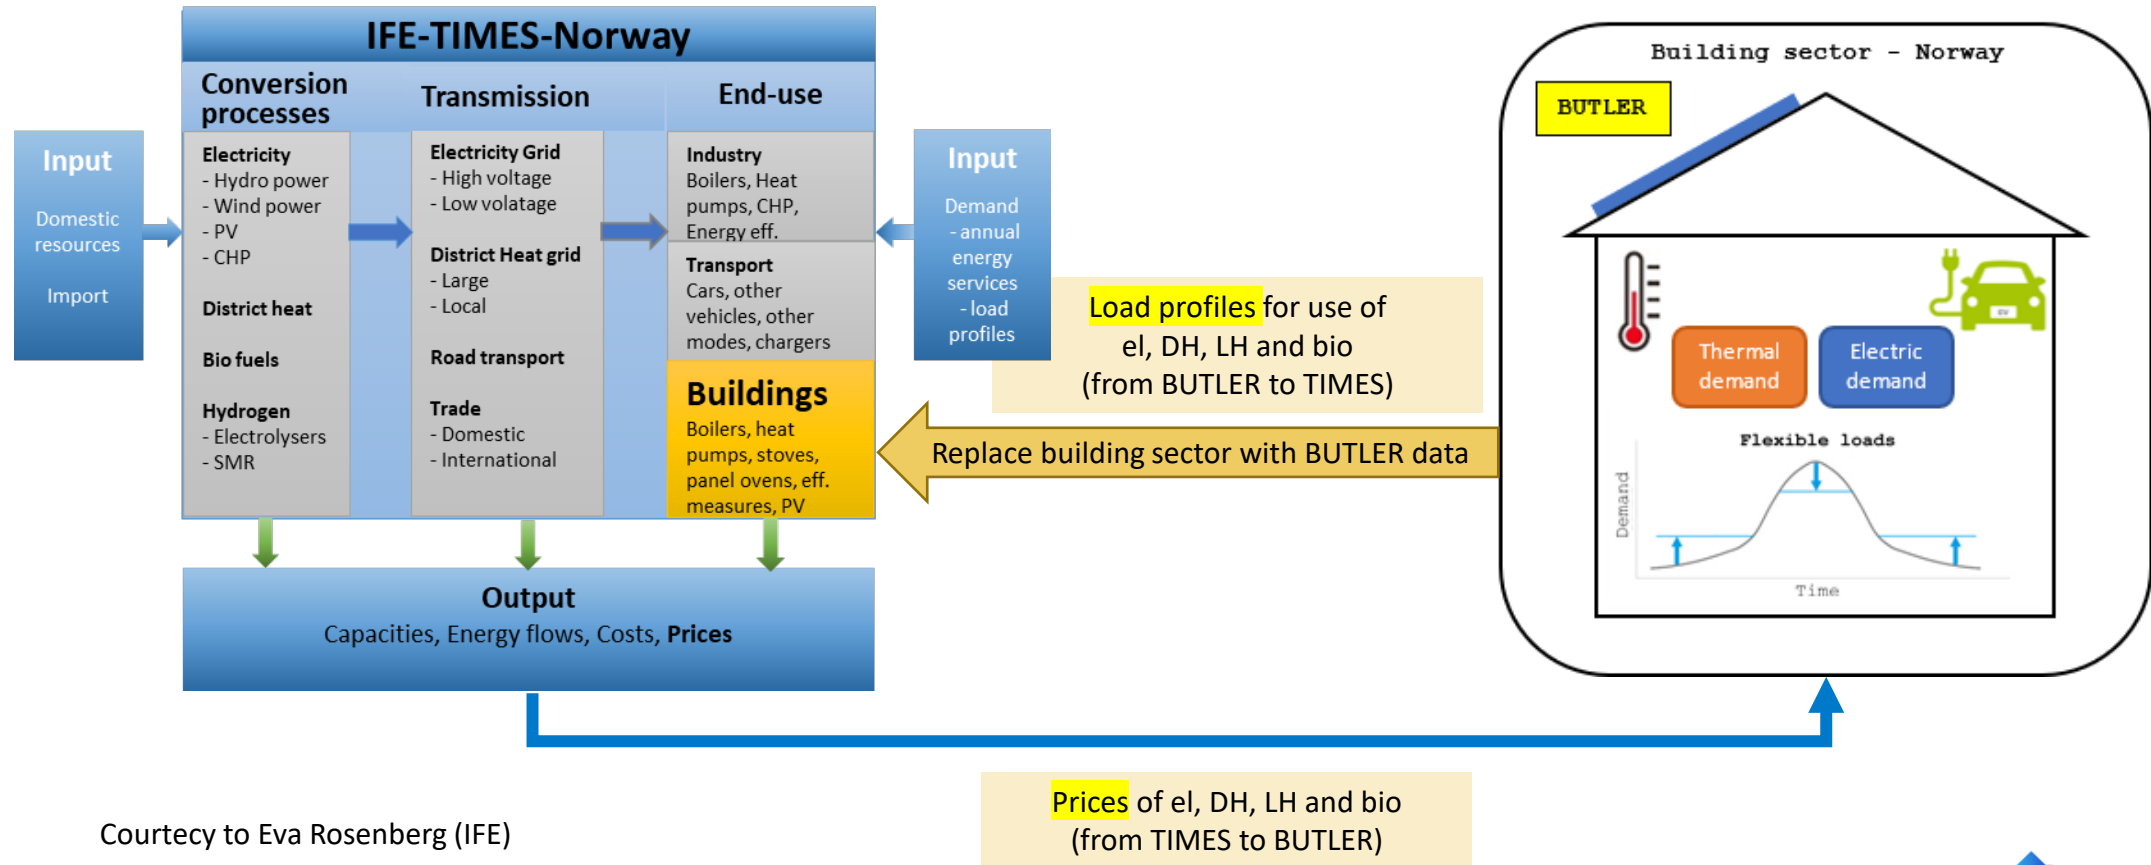 IFE-TIMES-Norway
Conversion
processes
Transmission
End-use
Input
Domestic
resources
Import
Electricity
- Hydro power
- Wind power
- PV
- CHP
District heat
Bio fuels
Hydrogen
- Electrolysers
- SMR
Electricity Grid
- High voltage
- Low volatage
District Heat grid
- Large
- Local
Road transport
Trade
- Domestic
- International
Industry
Boilers, Heat
pumps, CHP,
Energy eff.
Transport
Cars, other
vehicles, other
modes, chargers
Buildings
Boilers, heat
pumps, stoves,
panel ovens, eff.
measures, PV
Input
Demand
- annual
energy
services
- load
profiles
Load profiles for use of
el, DH, LH and bio
(from BUTLER to TIMES)
Replace building sector with BUTLER data
Building sector - Norway
BUTLER
EV
Thermal
demand
Electric
demand
Flexible loads
Demand
Time
Output
Capacities, Energy flows, Costs, Prices
Prices of el, DH, LH and bio
(from TIMES to BUTLER)
Courtecy to Eva Rosenberg (IFE)